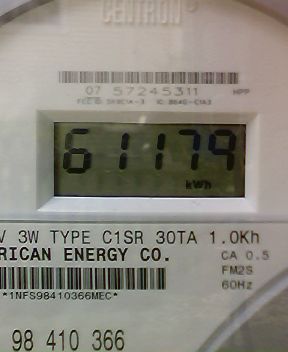 CENTRON
07 57245311 HPP
61179
kWh
V 3W TYPE C1SR 30TA 1.0Kh
RICAN ENERGY CO. CA 0.5
FM2S
*1NFS98410366MEC* 60Hz
98 410 366